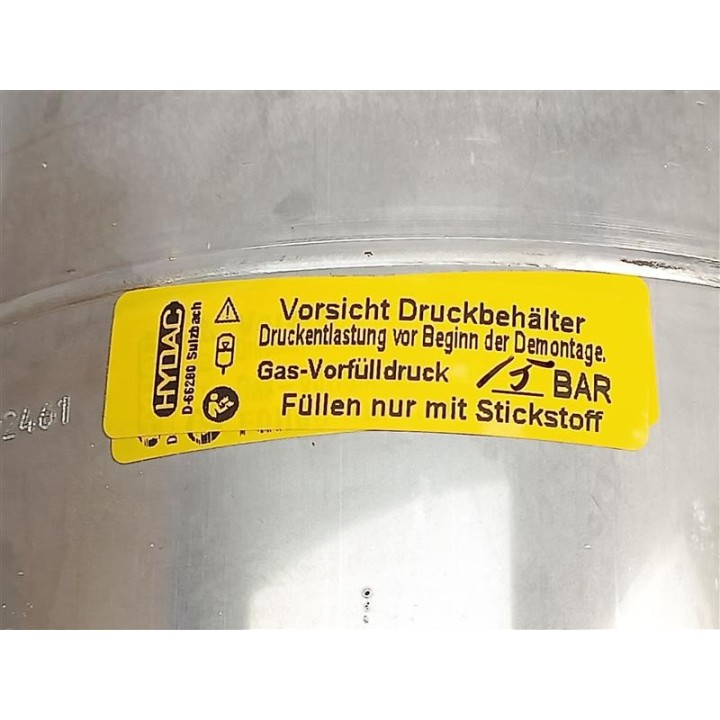 HYDAC
D-66280 Sulzbach
Vorsicht Druckbehälter
Druckentlastung vor Beginn der Demontage.
Gas-Vorfülldruck 15 BAR
Füllen nur mit Stickstoff
2461